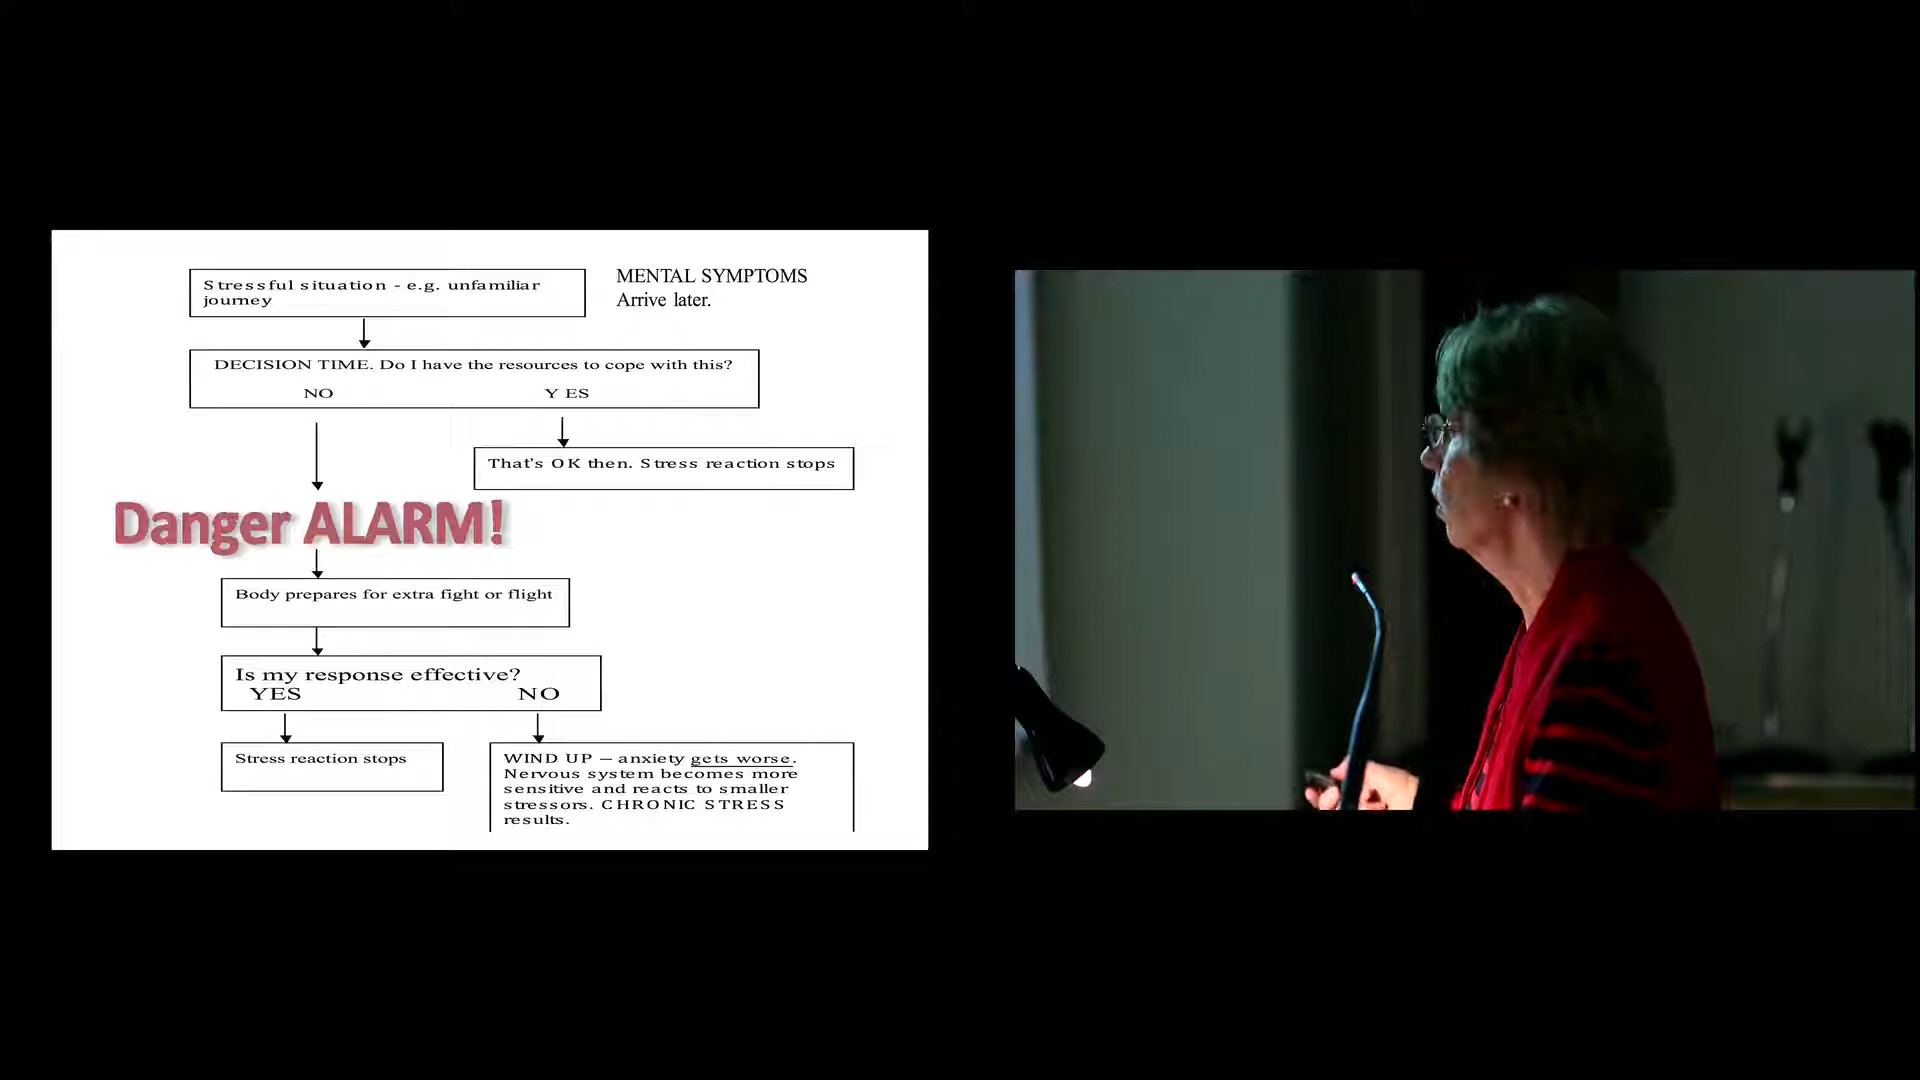 Stressful situation - e.g. unfamiliar
journey
MENTAL SYMPTOMS
Arrive later.
DECISION TIME. Do I have the resources to cope with this?
NO Y ES
That's OK then. Stress reaction stops
Danger ALARM!
Body prepares for extra fight or flight
Is my response effective?
YES NO
Stress reaction stops
WIND UP – anxiety gets worse.
Nervous system becomes more
sensitive and reacts to smaller
stressors. CHRONIC STRESS
results.